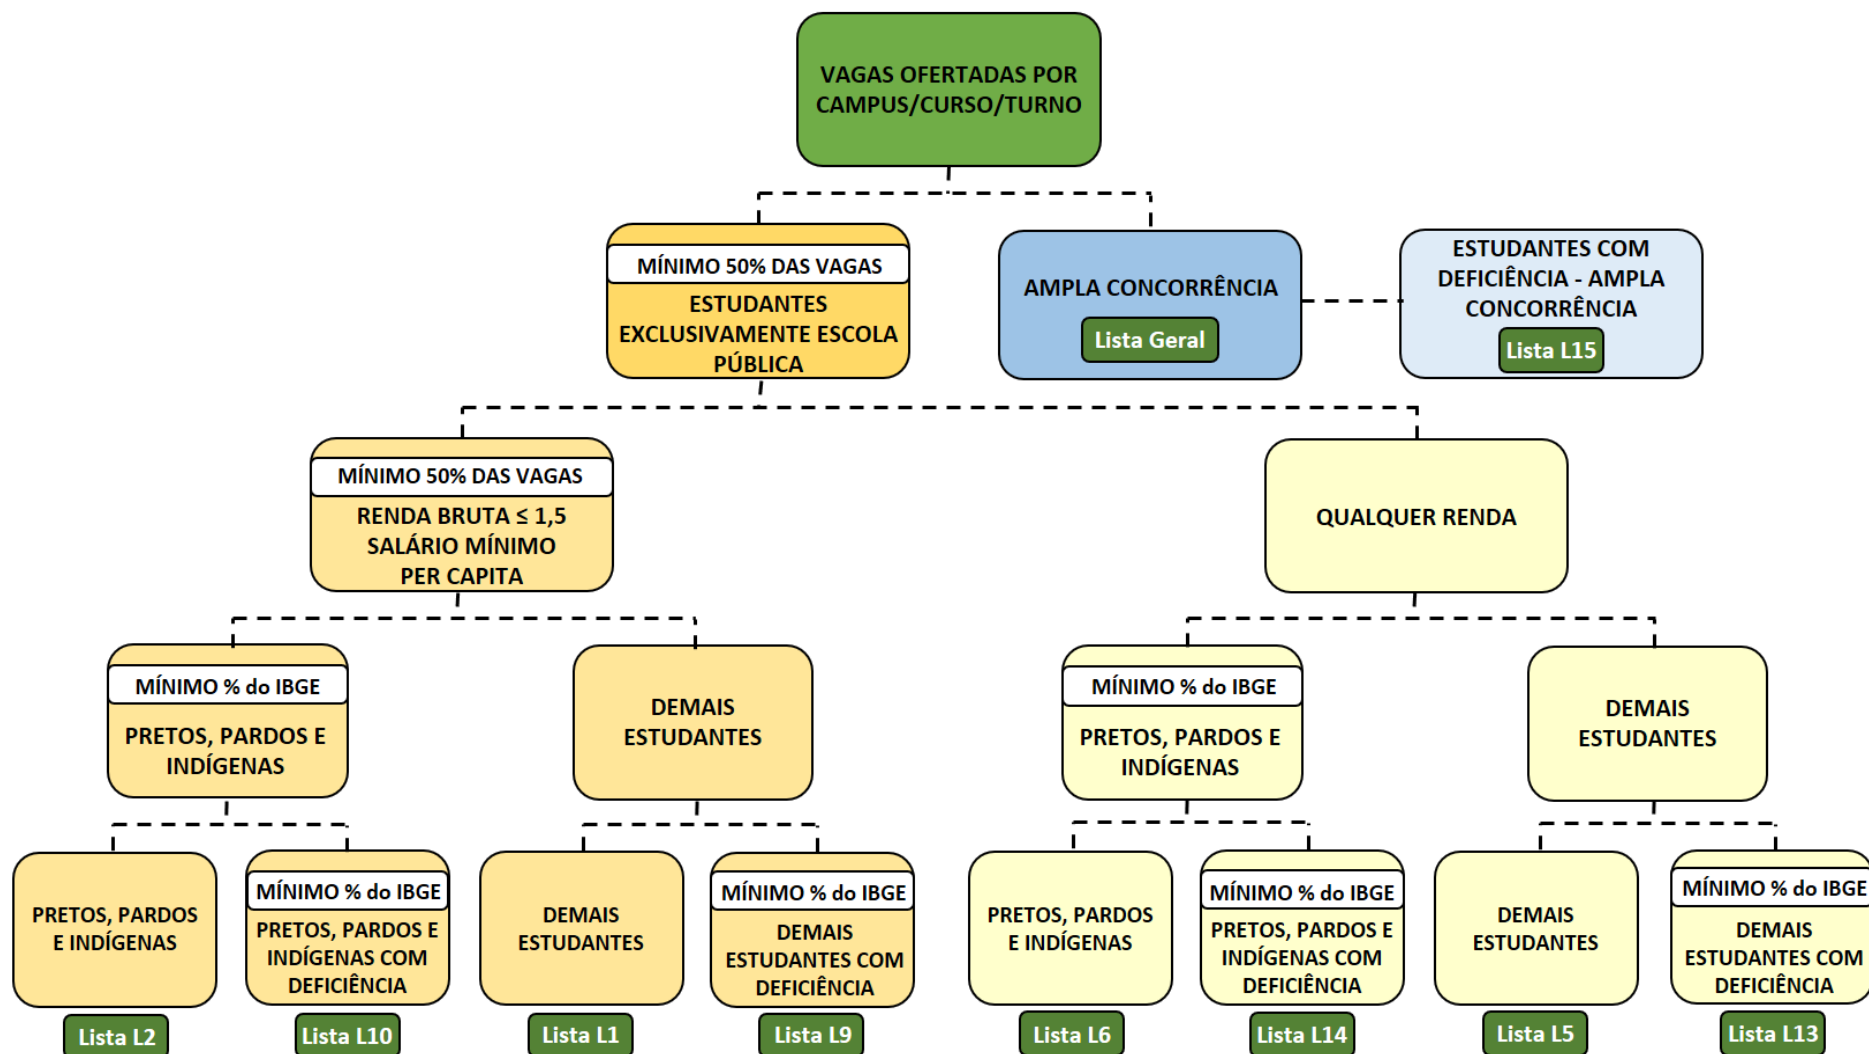 VAGAS OFERTADAS POR
CAMPUS/CURSO/TURNO
MÍNIMO 50% DAS VAGAS
ESTUDANTES
EXCLUSIVAMENTE ESCOLA
PÚBLICA
AMPLA CONCORRÊNCIA
Lista Geral
ESTUDANTES COM
DEFICIÊNCIA - AMPLA
CONCORRÊNCIA
Lista L15
MÍNIMO 50% DAS VAGAS
RENDA BRUTA ≤ 1,5
SALÁRIO MÍNIMO
PER CAPITA
QUALQUER RENDA
MÍNIMO % do IBGE
PRETOS, PARDOS E
INDÍGENAS
DEMAIS
ESTUDANTES
MÍNIMO % do IBGE
PRETOS, PARDOS E
INDÍGENAS
DEMAIS
ESTUDANTES
PRETOS, PARDOS
E INDÍGENAS
Lista L2
MÍNIMO % do IBGE
PRETOS, PARDOS E
INDÍGENAS COM
DEFICIÊNCIA
Lista L10
DEMAIS
ESTUDANTES
Lista L1
MÍNIMO % do IBGE
DEMAIS
ESTUDANTES COM
DEFICIÊNCIA
Lista L9
PRETOS, PARDOS
E INDÍGENAS
Lista L6
MÍNIMO % do IBGE
PRETOS, PARDOS E
INDÍGENAS COM
DEFICIÊNCIA
Lista L14
DEMAIS
ESTUDANTES
Lista L5
MÍNIMO % do IBGE
DEMAIS
ESTUDANTES COM
DEFICIÊNCIA
Lista L13